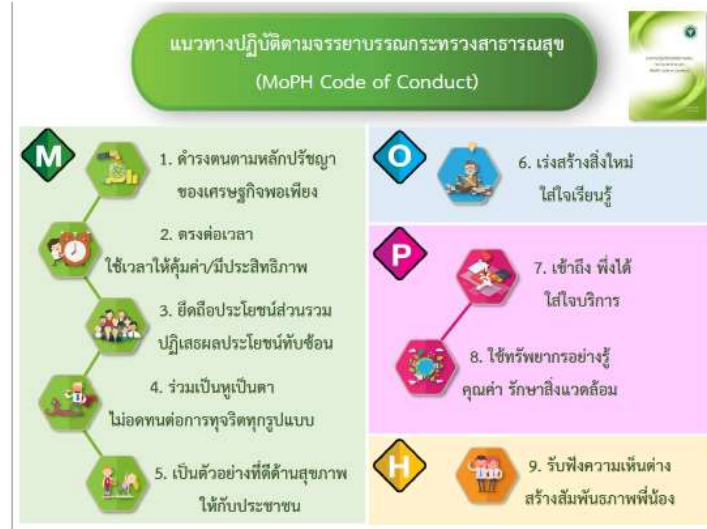 แนวทางปฏิบัติตามจรรยาบรรณกระทรวงสาธารณสุข
(MoPH Code of Conduct)
M
1. ดำรงตนตามหลักปรัชญา
ของเศรษฐกิจพอเพียง
2. ตรงต่อเวลา
ใช้เวลาให้คุ้มค่า/มีประสิทธิภาพ
3. ยึดถือประโยชน์ส่วนรวม
ปฏิเสธผลประโยชน์ทับซ้อน
4. ร่วมเป็นหูเป็นตา
ไม่อดทนต่อการทุจริตทุกรูปแบบ
5. เป็นตัวอย่างที่ดีด้านสุขภาพ
ให้กับประชาชน
O
6. เร่งสร้างสิ่งใหม่
ใส่ใจเรียนรู้
P
7. เข้าถึง พึ่งได้
ใส่ใจบริการ
8. ใช้ทรัพยากรอย่างรู้
คุณค่า รักษาสิ่งแวดล้อม
H
9. รับฟังความเห็นต่าง
สร้างสัมพันธภาพพี่น้อง